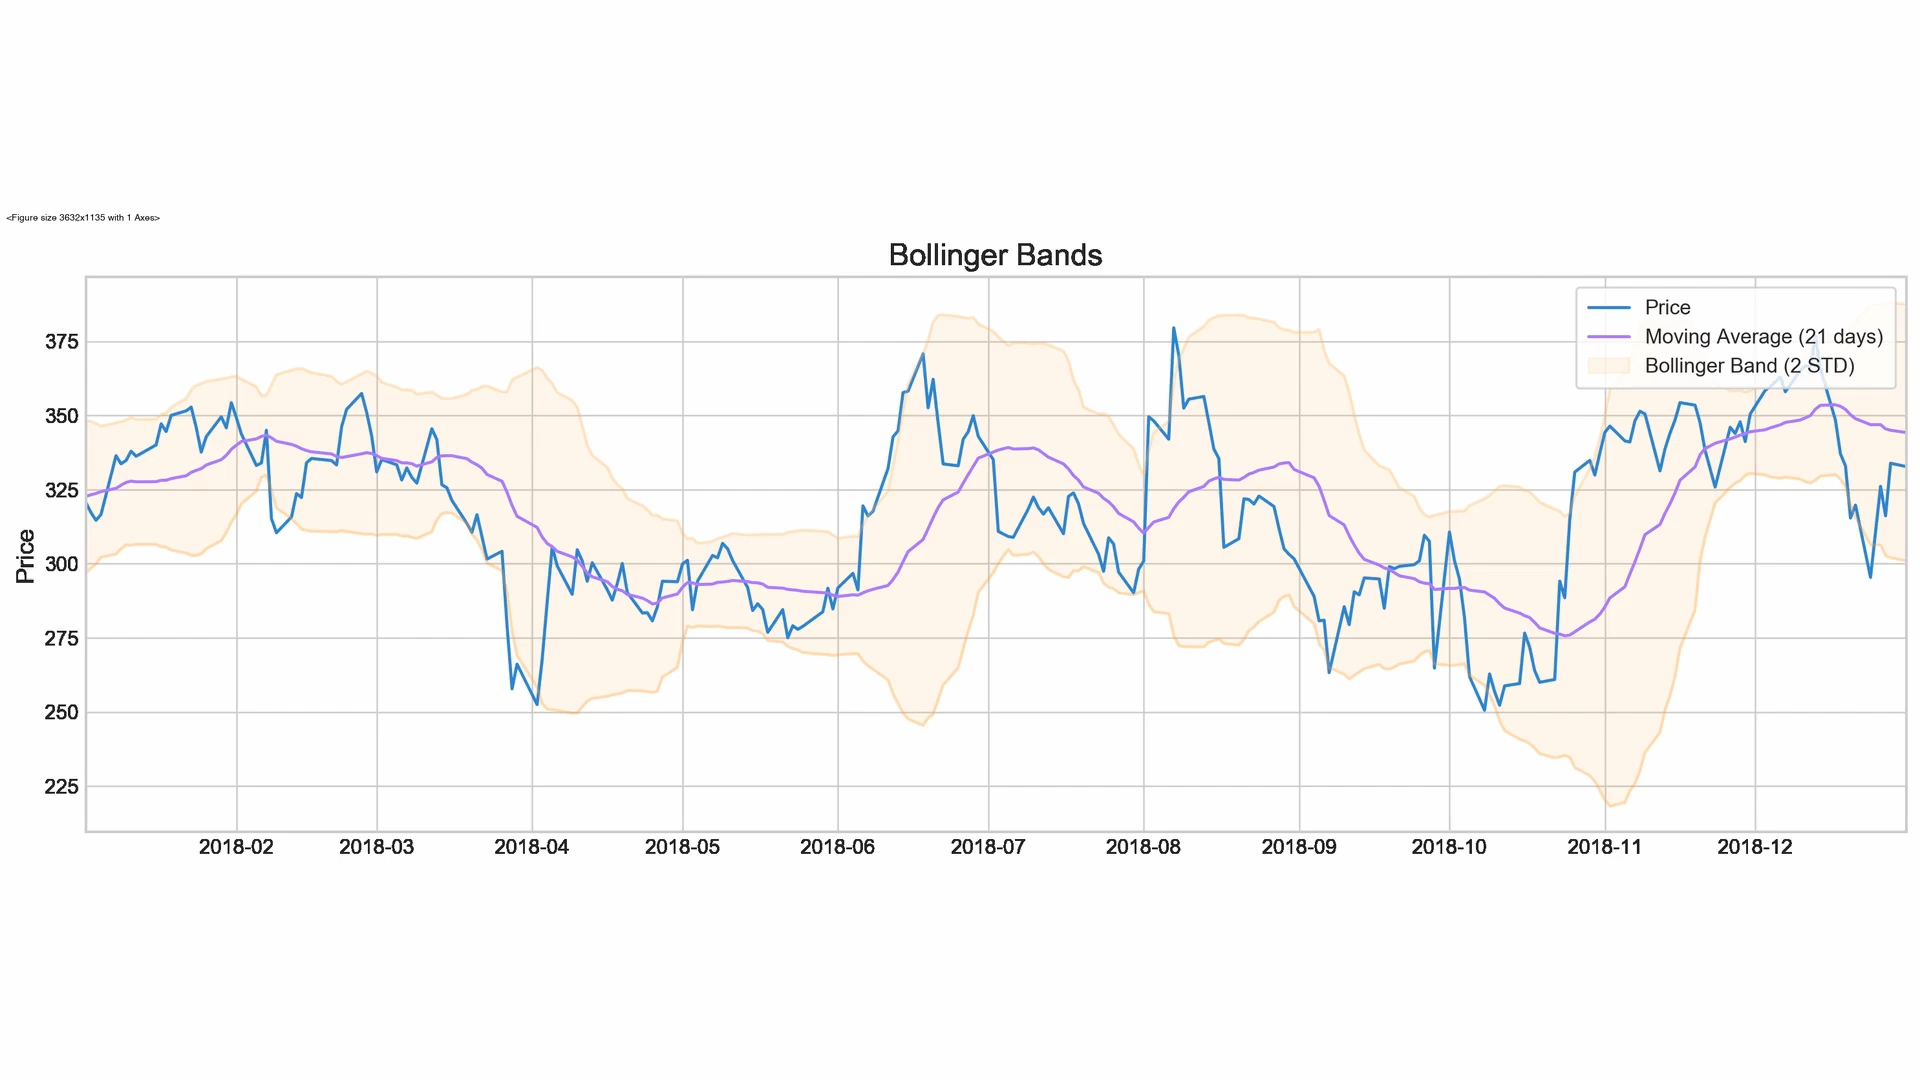 <Figure size 3632x1135 with 1 Axes>
Bollinger Bands
Price
Moving Average (21 days)
Bollinger Band (2 STD)
Price
375
350
325
300
275
250
225
2018-02 2018-03 2018-04 2018-05 2018-06 2018-07 2018-08 2018-09 2018-10 2018-11 2018-12